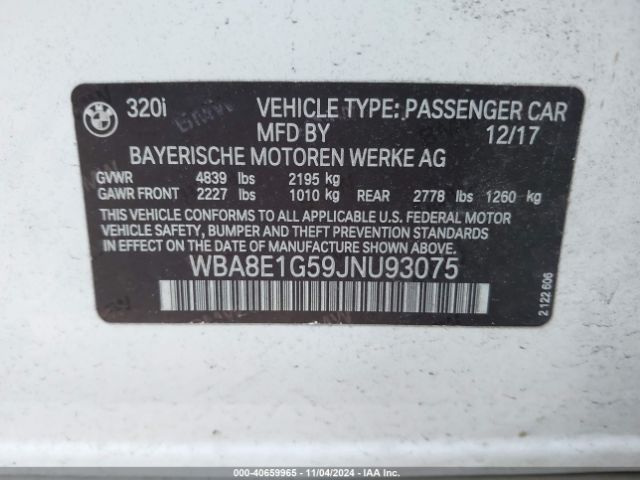 320i VEHICLE TYPE: PASSENGER CAR
MFD BY 12/17
BAYERISCHE MOTOREN WERKE AG
GVWR 4839 lbs 2195 kg
GAWR FRONT 2227 lbs 1010 kg REAR 2778 lbs 1260 kg
THIS VEHICLE CONFORMS TO ALL APPLICABLE U.S. FEDERAL MOTOR
VEHICLE SAFETY, BUMPER AND THEFT PREVENTION STANDARDS
IN EFFECT ON THE DATE OF MANUFACTURE SHOWN ABOVE.
WBA8E1G59JNU93075
2 122 606
000-40659965 - 11/04/2024 - IAA Inc.